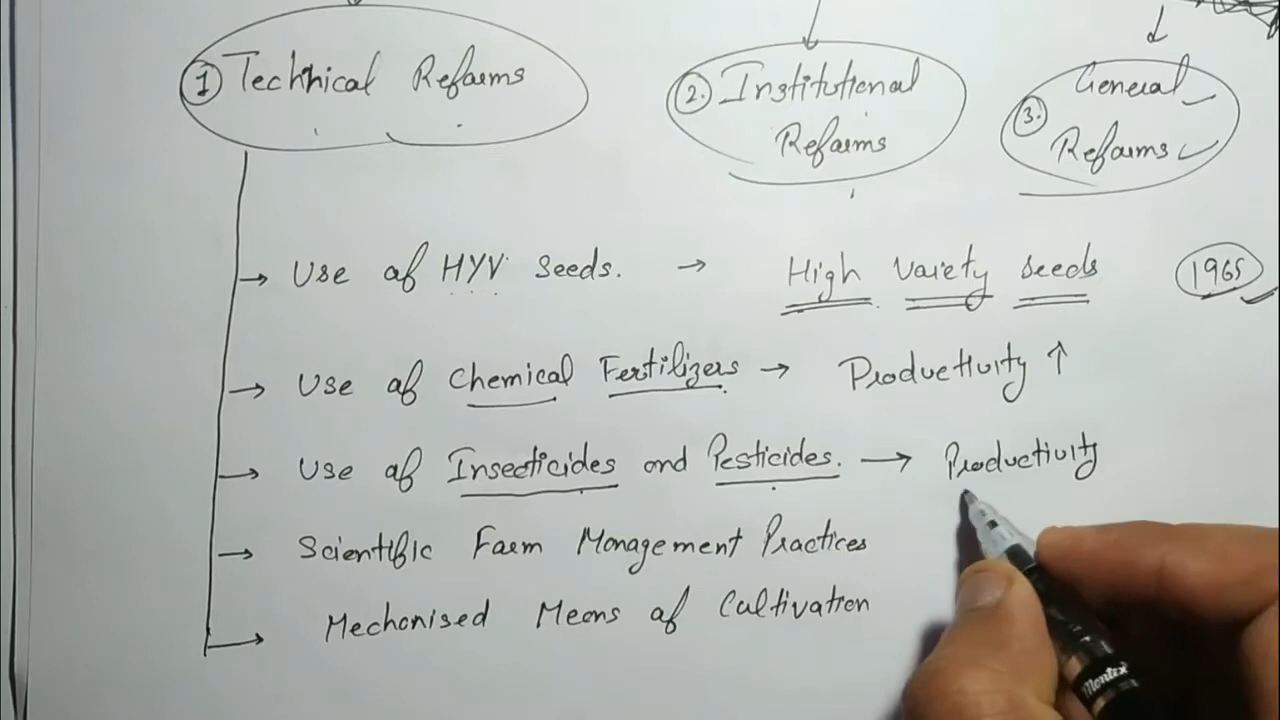 1 Technical Reforms
2. Institutional Reforms
3. General Reforms
→ Use of HYV Seeds. → High Variety Seeds 1965
→ Use of Chemical Fertilizers → Productivity ↑
→ Use of Insecticides and Pesticides. → Productivity
→ Scientific Farm Management Practices
→ Mechanised Means of Cultivation
Montex